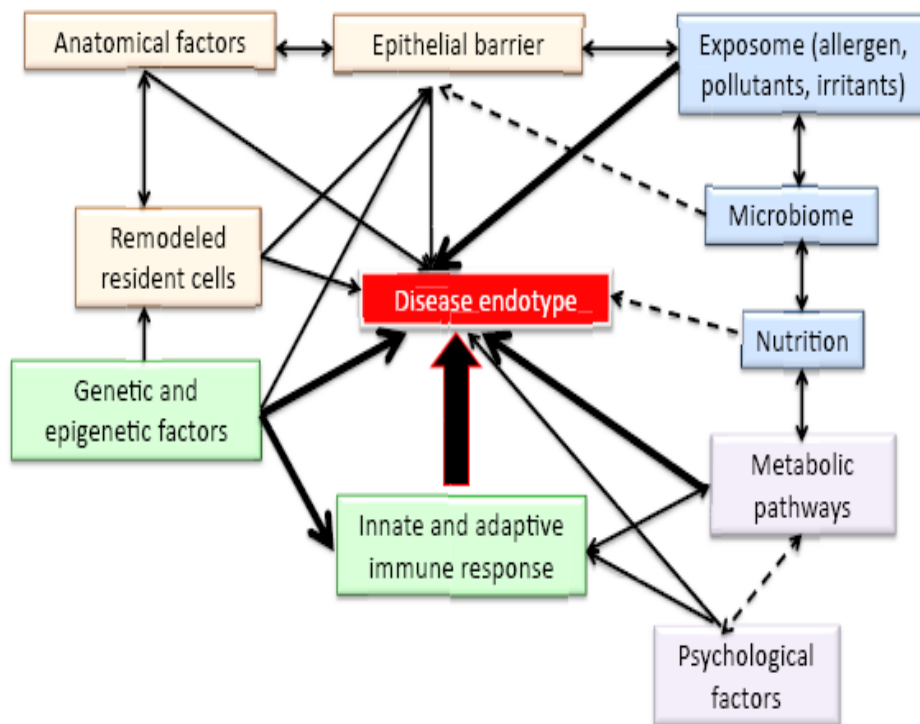 Anatomical factors
Epithelial barrier
Exposome (allergen,
pollutants, irritants)
Microbiome
Remodeled
resident cells
Disease endotype
Nutrition
Genetic and
epigenetic factors
Metabolic
pathways
Innate and adaptive
immune response
Psychological
factors